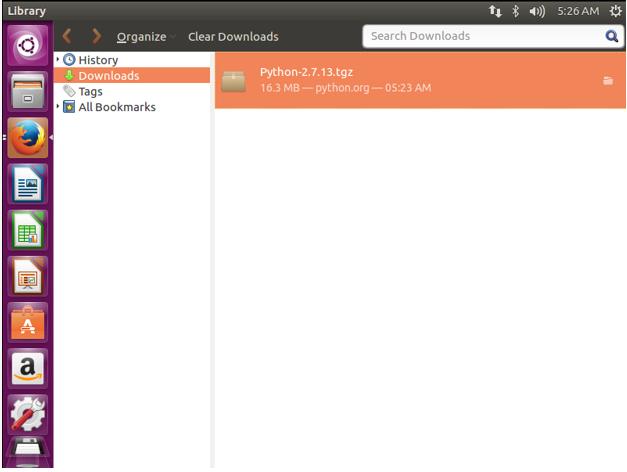 Library
5:26 AM
Organize
Clear Downloads
Search Downloads
History
Downloads
Tags
All Bookmarks
Python-2.7.13.tgz
16.3 MB — python.org — 05:23 AM